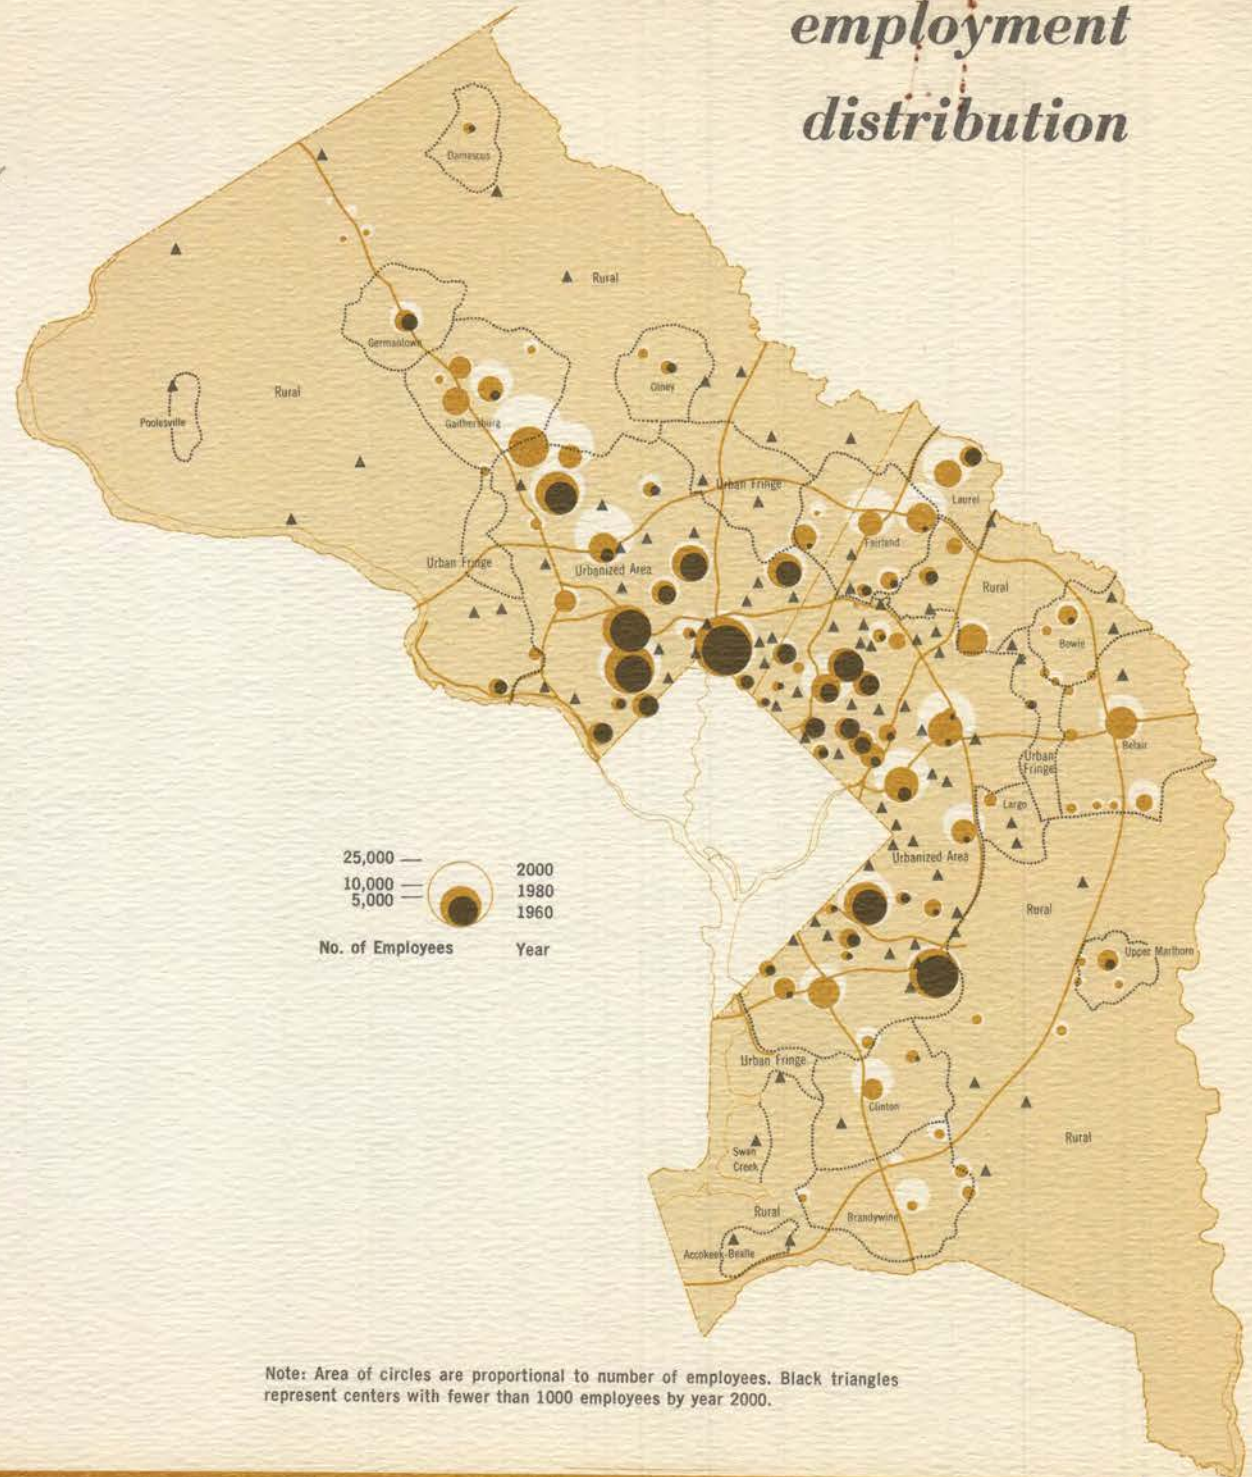 employment
distribution
Damascus
Rural
Germantown
Rural
Olney
Poolesville
Gaithersburg
Urban Fringe
Laurel
Fairland
Urban Fringe
Urbanized Area
Rural
Bowie
Belair
Urban
Fringe
Largo
Urbanized Area
25,000
10,000
5,000
2000
1980
1960
No. of Employees
Year
Rural
Upper Marlboro
Urban Fringe
Clinton
Swan
Creek
Rural
Rural
Brandywine
Accokeek-Bealle
Note: Area of circles are proportional to number of employees. Black triangles
represent centers with fewer than 1000 employees by year 2000.